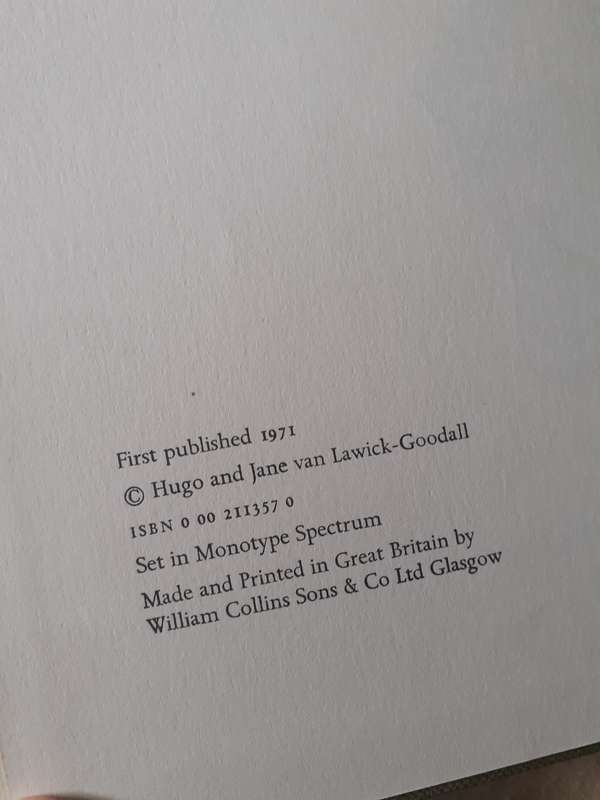 First published 1971
© Hugo and Jane van Lawick-Goodall
ISBN 0 00 211357 0
Set in Monotype Spectrum
Made and Printed in Great Britain by
William Collins Sons & Co Ltd Glasgow